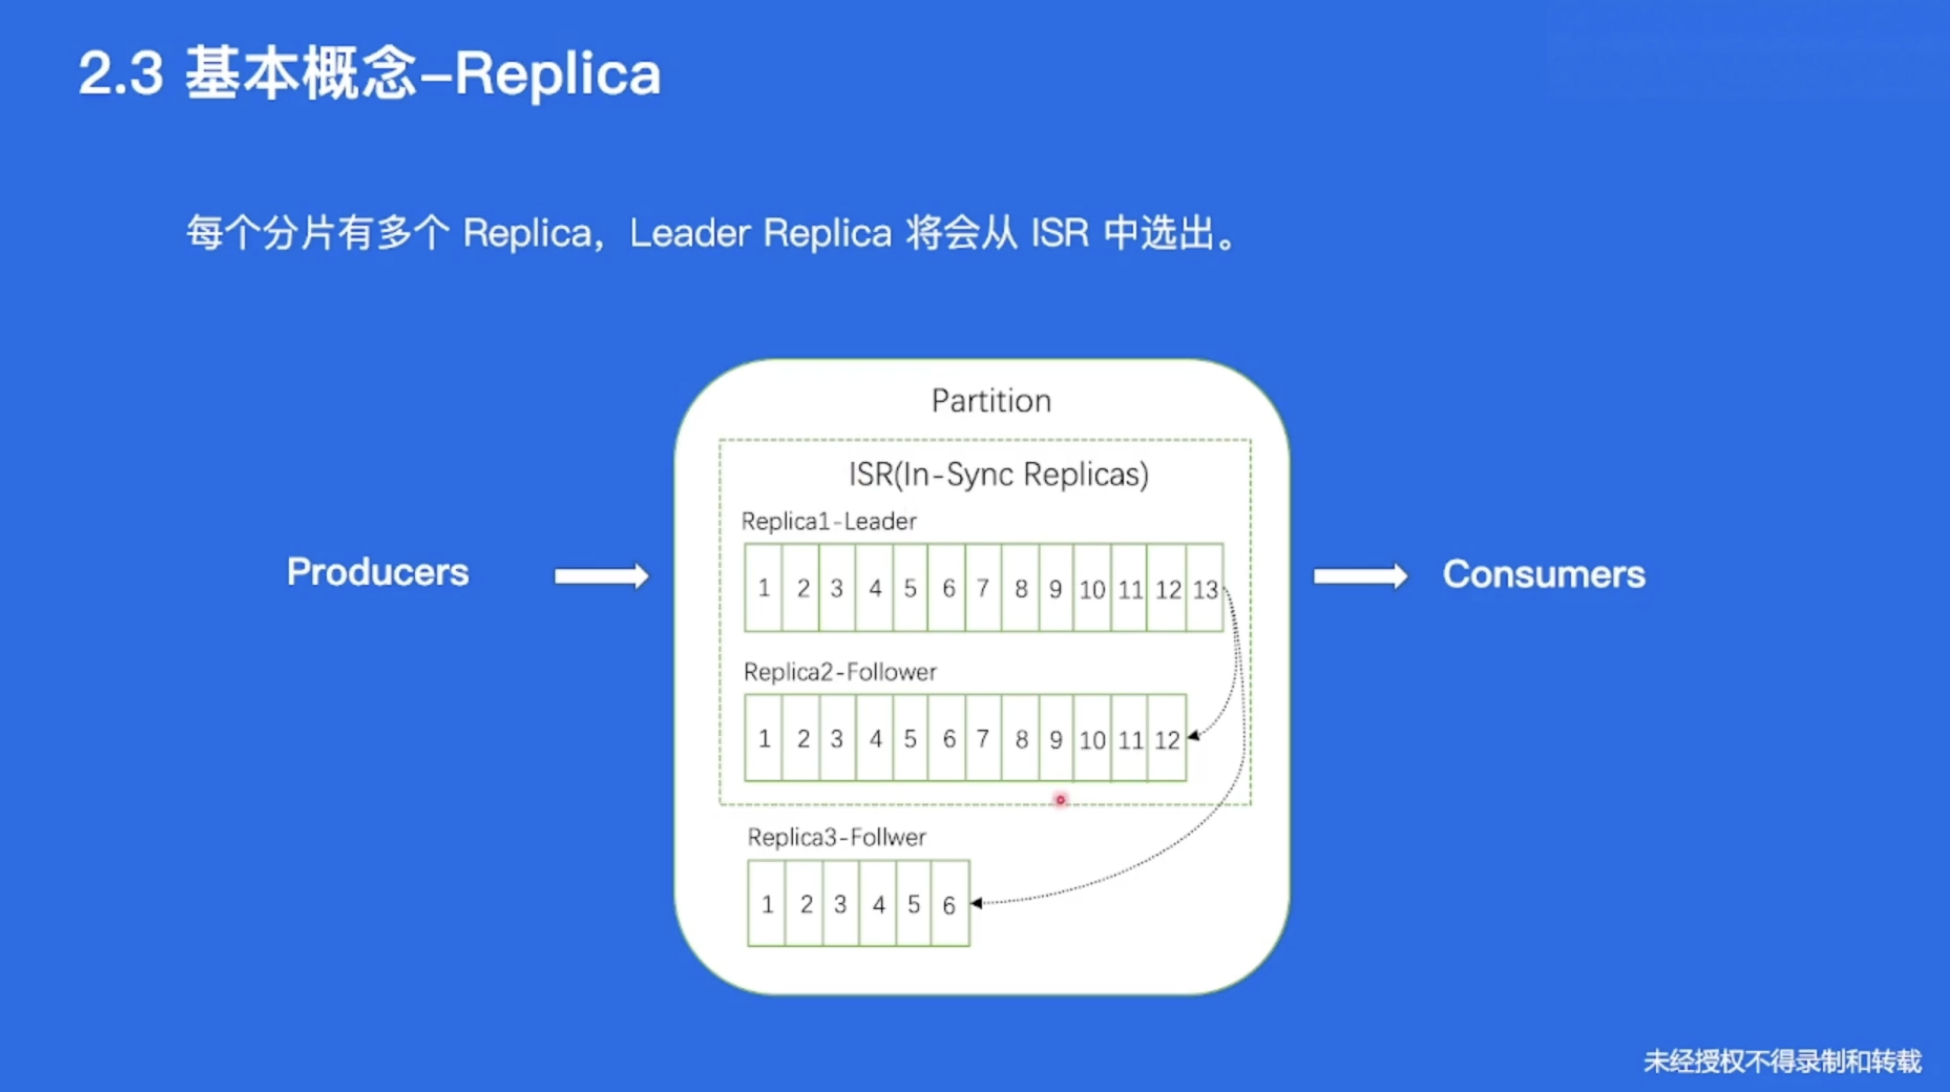 2.3 基本概念-Replica
每个分片有多个 Replica，Leader Replica 将会从 ISR 中选出。
Partition
ISR(In-Sync Replicas)
Replica1-Leader
Producers
1 2 3 4 5 6 7 8 9 10 11 12 13
Consumers
Replica2-Follower
1 2 3 4 5 6 7 8 9 10 11 12
Replica3-Follwer
1 2 3 4 5 6
未经授权不得录制和转载